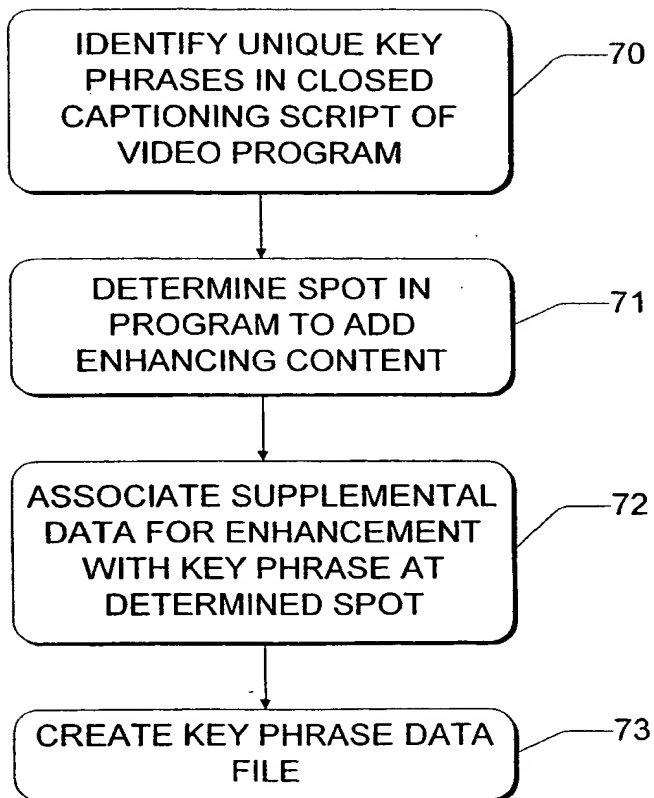 IDENTIFY UNIQUE KEY
PHRASES IN CLOSED
CAPTIONING SCRIPT OF
VIDEO PROGRAM
70
DETERMINE SPOT IN
PROGRAM TO ADD
ENHANCING CONTENT
71
ASSOCIATE SUPPLEMENTAL
DATA FOR ENHANCEMENT
WITH KEY PHRASE AT
DETERMINED SPOT
72
CREATE KEY PHRASE DATA
FILE
73